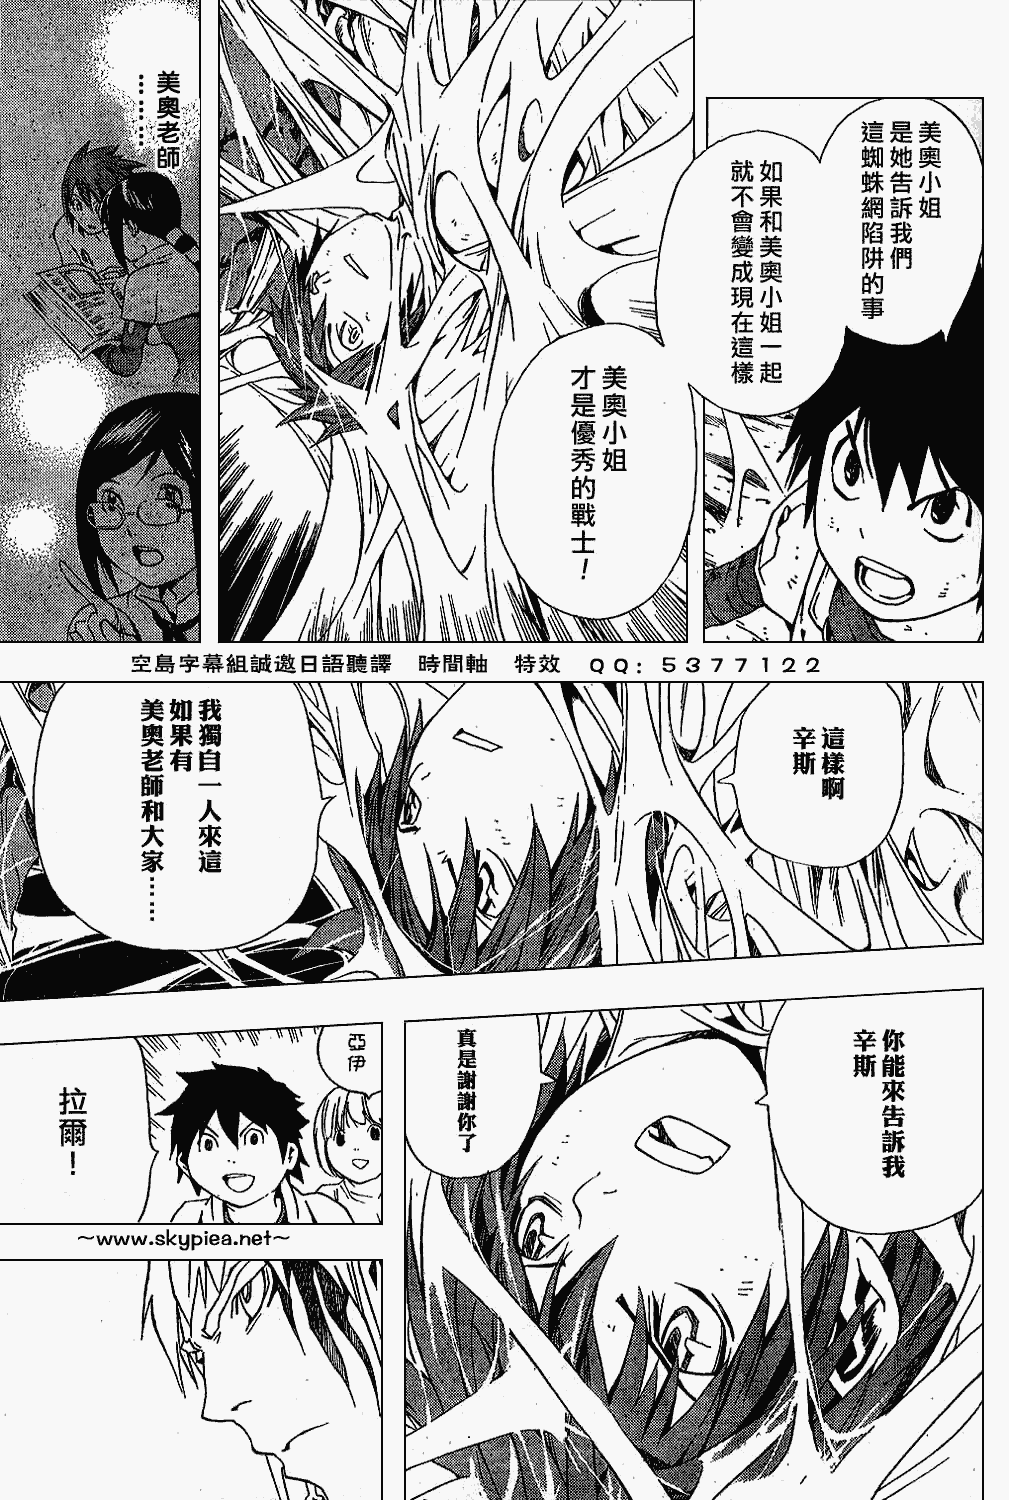 美奧小姐
是她告訴我們
這蜘蛛網陷阱的事
如果和美奧小姐一起
就不會變成現在這樣
美奧小姐
才是優秀的戰士！
美奧老師
………
空島字幕組誠邀日語聽譯 時間軸 特效 QQ: 5377122
這樣啊
辛斯
我獨自一人來這
如果有
美奧老師和大家……
你能來告訴我
辛斯
真是謝謝你了
亞伊
拉爾！
~www.skypiea.net~